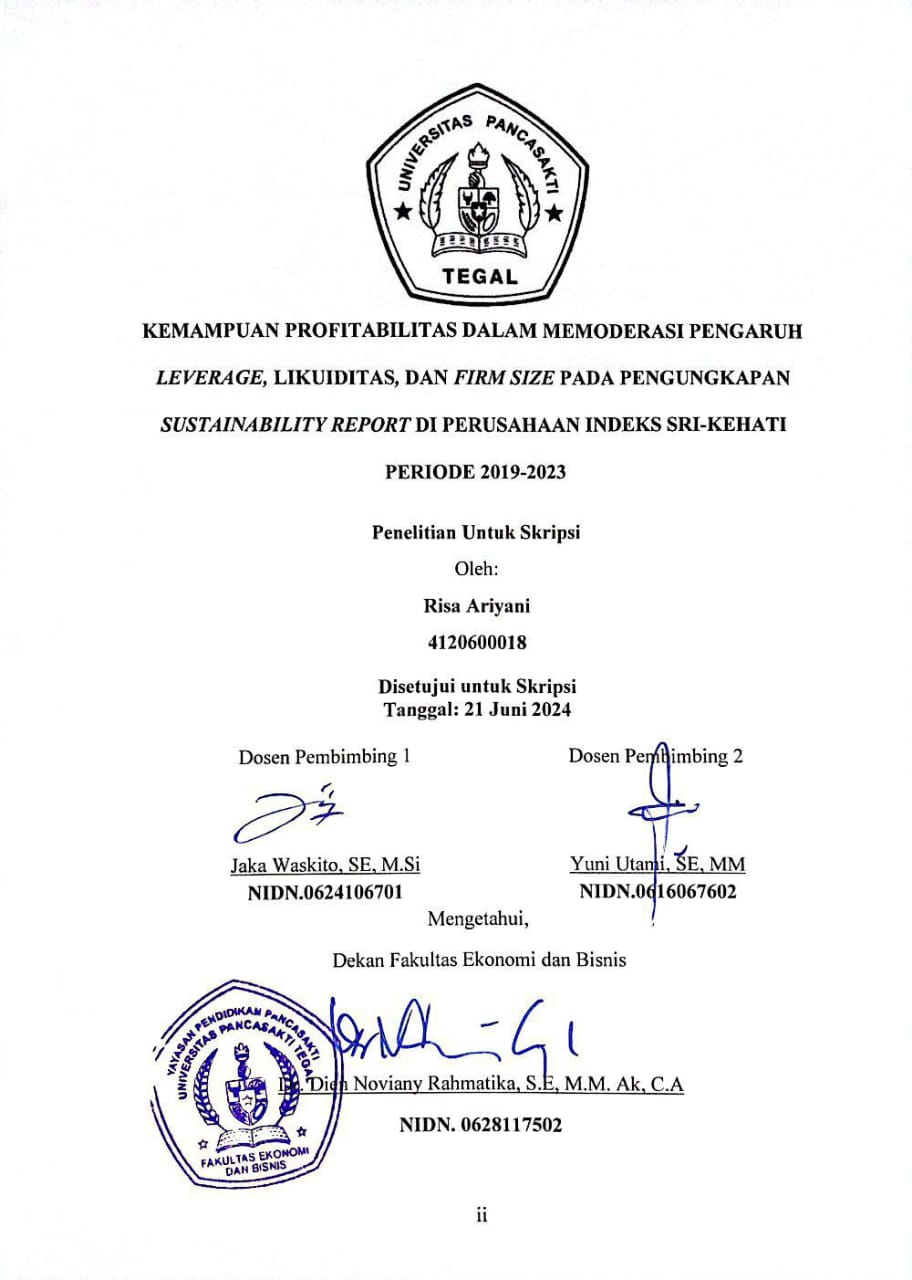 UNIVERSITAS PANCASAKTI
TEGAL
KEMAMPUAN PROFITABILITAS DALAM MEMODERASI PENGARUH
LEVERAGE, LIKUIDITAS, DAN FIRM SIZE PADA PENGUNGKAPAN
SUSTAINABILITY REPORT DI PERUSAHAAN INDEKS SRI-KEHATI
PERIODE 2019-2023
Penelitian Untuk Skripsi
Oleh:
Risa Ariyani
4120600018
Disetujui untuk Skripsi
Tanggal: 21 Juni 2024
Dosen Pembimbing 1
Dosen Pembimbing 2
Jaka Waskito, SE, M.Si
Yuni Utami, SE, MM
NIDN.0624106701
NIDN.0616067602
Mengetahui,
Dekan Fakultas Ekonomi dan Bisnis
YAYASAN PENDIDIKAN PANCASAKTI
UNIVERSITAS PANCASAKTI TEGAL
Dien Noviany Rahmatika, S.E, M.M. Ak, C.A
NIDN. 0628117502
FAKULTAS EKONOMI
DAN BISNIS
ii